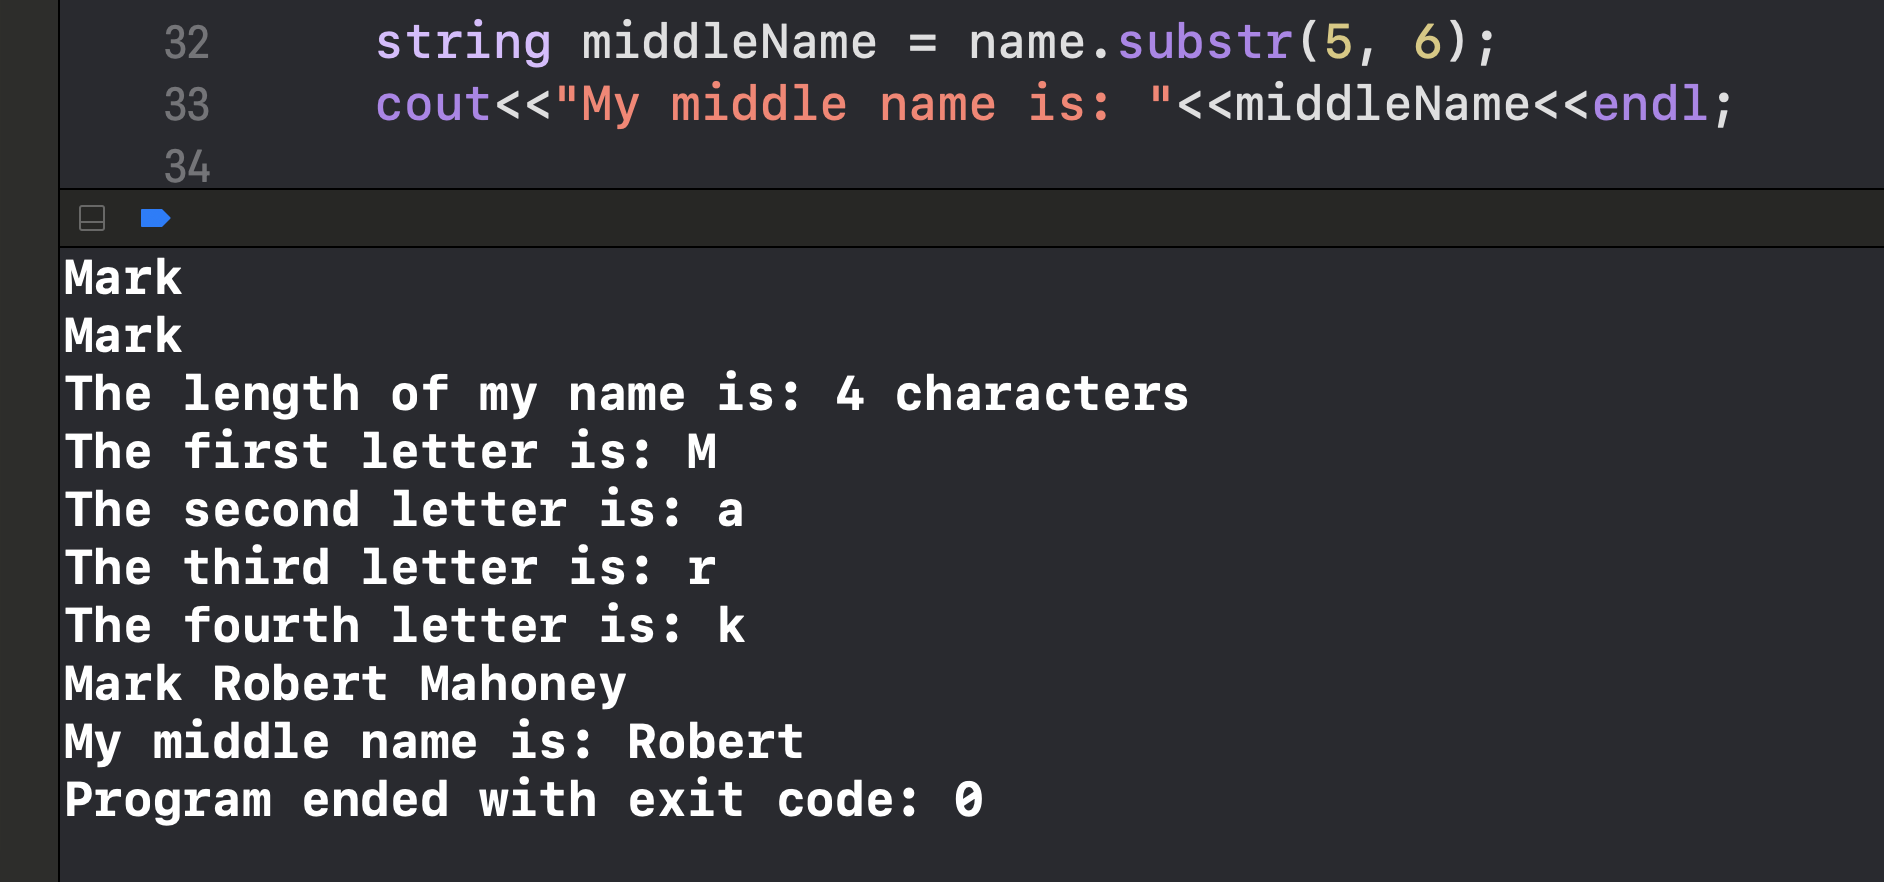 32 string middleName = name.substr(5, 6);
33 cout<<"My middle name is: "<<middleName<<endl;
34
Mark
Mark
The length of my name is: 4 characters
The first letter is: M
The second letter is: a
The third letter is: r
The fourth letter is: k
Mark Robert Mahoney
My middle name is: Robert
Program ended with exit code: 0